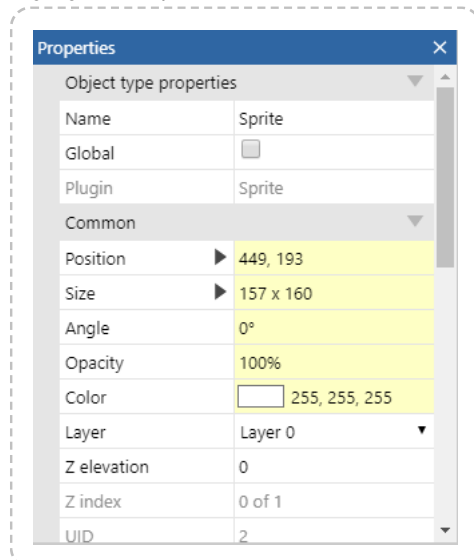 Properties
Object type properties
Name Sprite
Global
Plugin Sprite
Common
Position 449, 193
Size 157 x 160
Angle 0º
Opacity 100%
Color 255, 255, 255
Layer Layer 0
Z elevation 0
Z index 0 of 1
UID 2